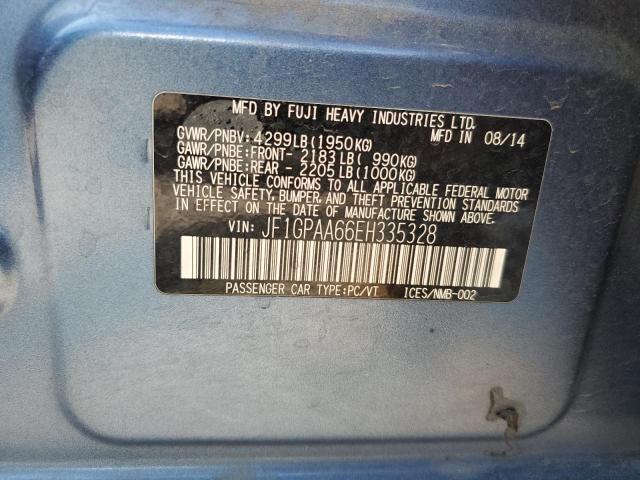 MFD BY FUJI HEAVY INDUSTRIES LTD.
GVWR/PNBV: 4299LB(1950KG) MFD IN 08/14
GAWR/PNBE:FRONT- 2183LB( 990KG)
GAWR/PNBE:REAR - 2205LB(1000KG)
THIS VEHICLE CONFORMS TO ALL APPLICABLE FEDERAL MOTOR
VEHICLE SAFETY, BUMPER, AND THEFT PREVENTION STANDARDS
IN EFFECT ON THE DATE OF MANUFACTURE SHOWN ABOVE.
VIN: JF1GPAA66EH335328
PASSENGER CAR TYPE:PC/VT ICES/NMB-002